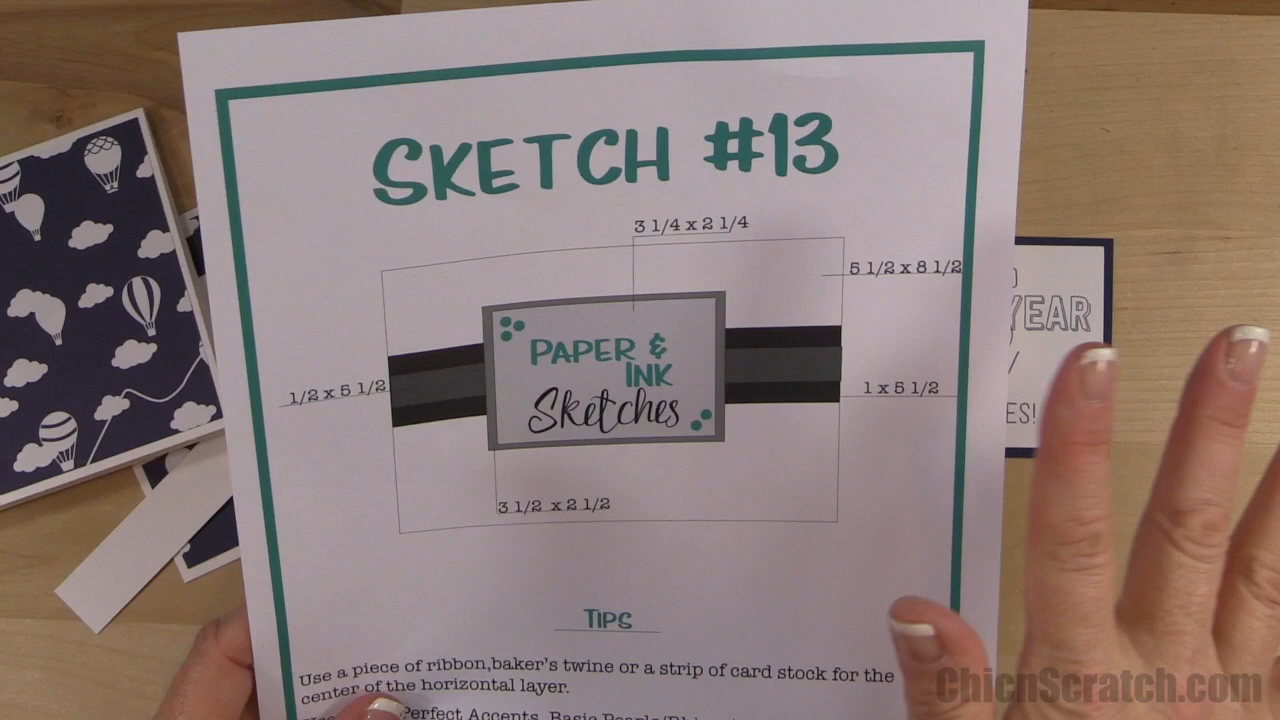 SKETCH #13
3 1/4 x 2 1/4
5 1/2 x 8 1/2
PAPER &
INK
Sketches
1/2 x 5 1/2
1 x 5 1/2
3 1/2 x 2 1/2
YEAR
ES!
TIPS
Use a piece of ribbon,baker's twine or a strip of card stock for the
center of the horizontal layer.
Perfect Accents, Basic
ChienScratch.com